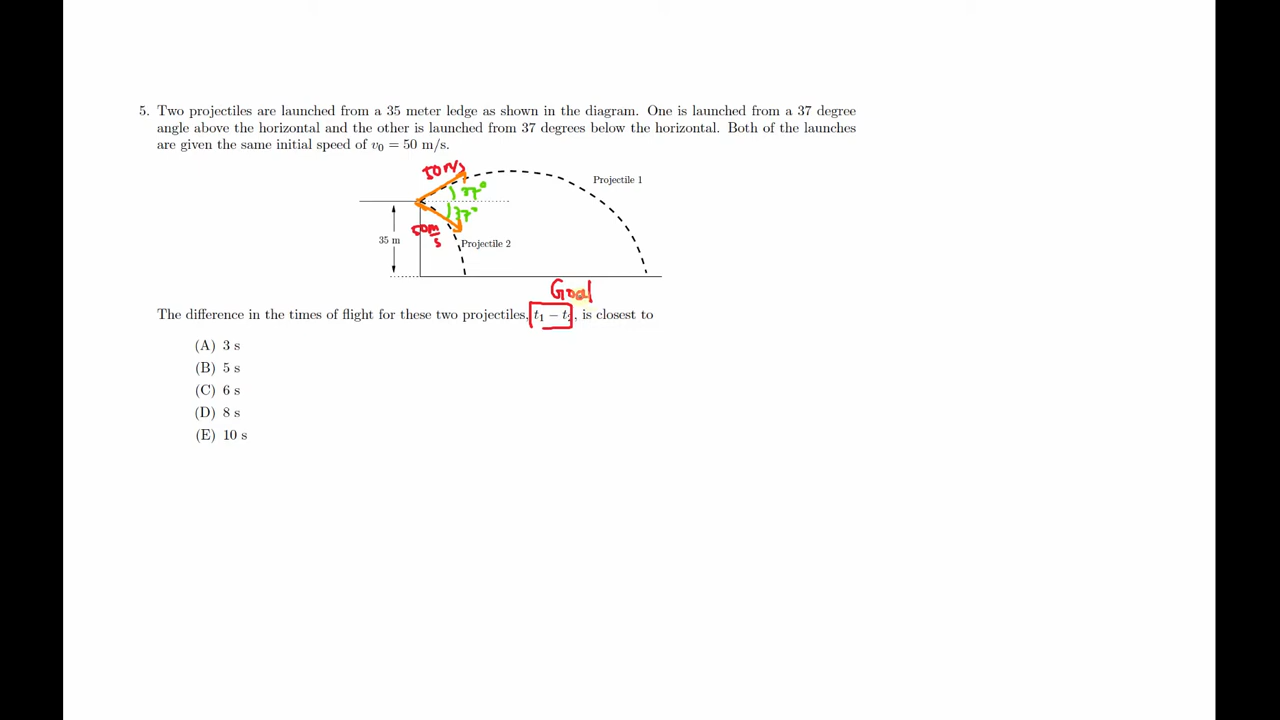 5. Two projectiles are launched from a 35 meter ledge as shown in the diagram. One is launched from a 37 degree
angle above the horizontal and the other is launched from 37 degrees below the horizontal. Both of the launches
are given the same initial speed of v₀ = 50 m/s.
50 m/s
Projectile 1
37°
37°
50 m/s
35 m
Projectile 2
Goal
The difference in the times of flight for these two projectiles, t₁ − t₂, is closest to
(A) 3 s
(B) 5 s
(C) 6 s
(D) 8 s
(E) 10 s